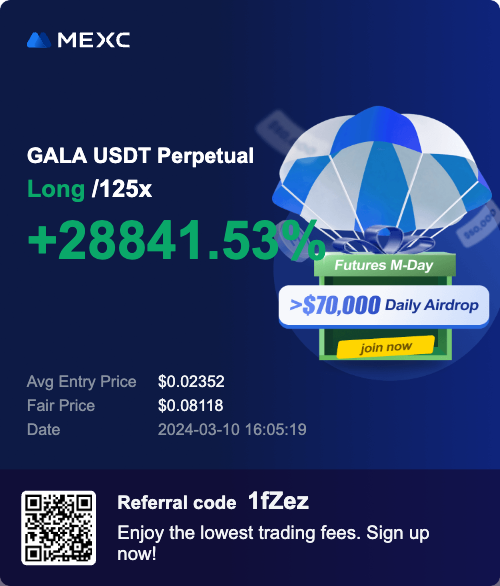 MEXC
GALA USDT Perpetual
Long /125x
+28841.53%
Futures M-Day
>$70,000 Daily Airdrop
join now
Avg Entry Price $0.02352
Fair Price $0.08118
Date 2024-03-10 16:05:19
Referral code 1fZez
Enjoy the lowest trading fees. Sign up
now!